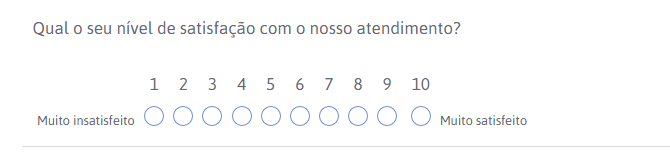 Qual o seu nível de satisfação com o nosso atendimento?
1 2 3 4 5 6 7 8 9 10
Muito insatisfeito Muito satisfeito